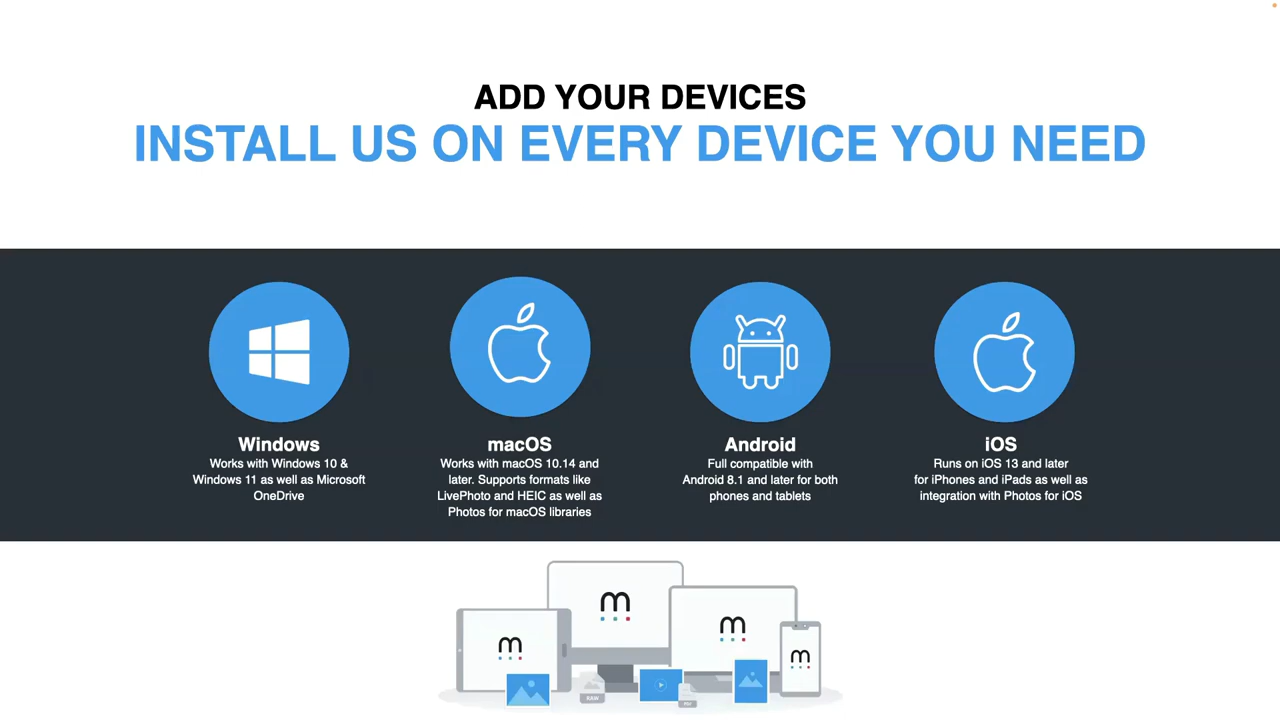 ADD YOUR DEVICES
INSTALL US ON EVERY DEVICE YOU NEED
Windows
Works with Windows 10 &
Windows 11 as well as Microsoft
OneDrive
macOS
Works with macOS 10.14 and
later. Supports formats like
LivePhoto and HEIC as well as
Photos for macOS libraries
Android
Full compatible with
Android 8.1 and later for both
phones and tablets
iOS
Runs on iOS 13 and later
for iPhones and iPads as well as
integration with Photos for iOS
m
m
m
m
RAW